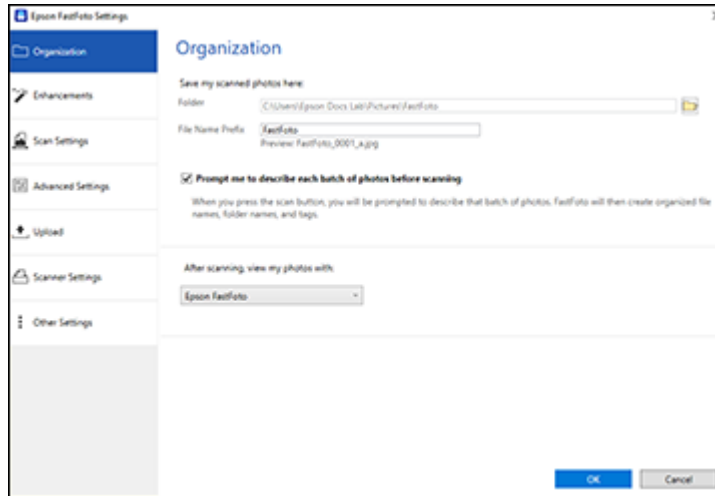 Epson FastFoto Settings
Organization
Enhancements
Scan Settings
Advanced Settings
Upload
Scanner Settings
Other Settings
Organization
Save my scanned photos here:
Folder
C:\Users\Epson Docs Lab\Pictures\FastFoto
File Name Prefix
FastFoto
Preview: FastFoto_0001_a.jpg
Prompt me to describe each batch of photos before scanning
When you press the scan button, you will be prompted to describe that batch of photos. FastFoto will then create organized file
names, folder names, and tags.
After scanning, view my photos with:
Epson FastFoto
OK
Cancel